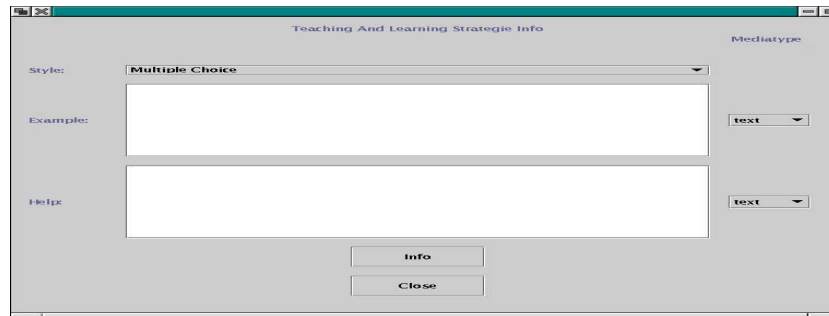 Teaching And Learning Strategie Info
Mediatype
Style: Multiple Choice
Example: text
Help: text
Info
Close